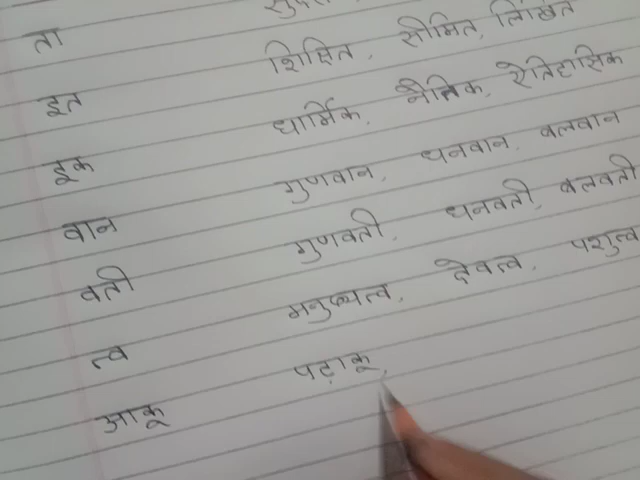 ता
इत शिक्षित, सीमित, लिखित
इक धार्मिक, नैतिक, ऐतिहासिक
वान गुणवान, धनवान, बलवान
वती गुणवती, धनवती, बलवती
त्व मनुष्यत्व, देवत्व, पशुत्व
आकू पढ़ाकू,